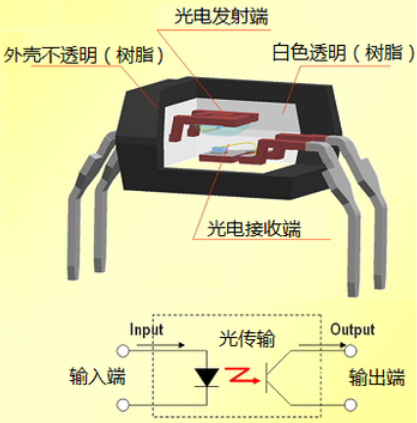 光电发射端
外壳不透明（树脂）
白色透明（树脂）
光电接收端
Input
光传输
Output
输入端
输出端